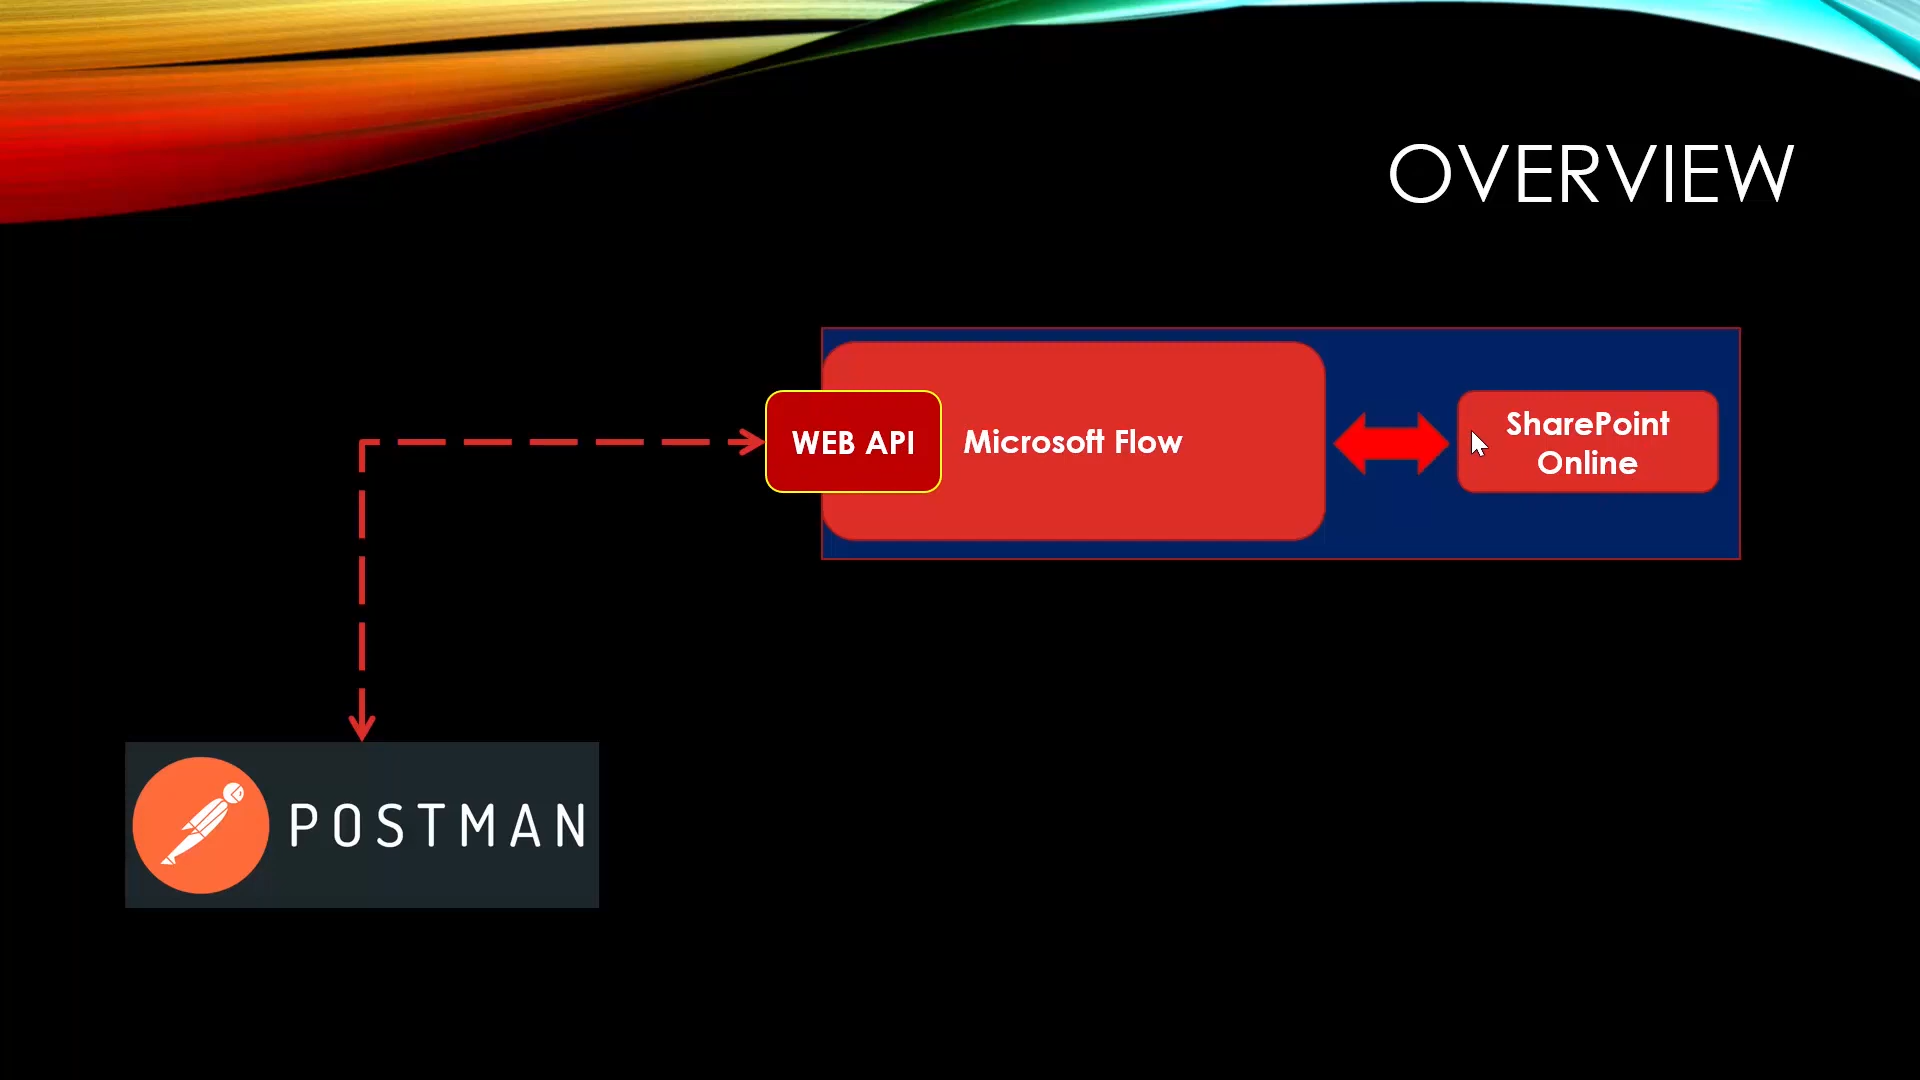 OVERVIEW
WEB API
Microsoft Flow
SharePoint
Online
POSTMAN